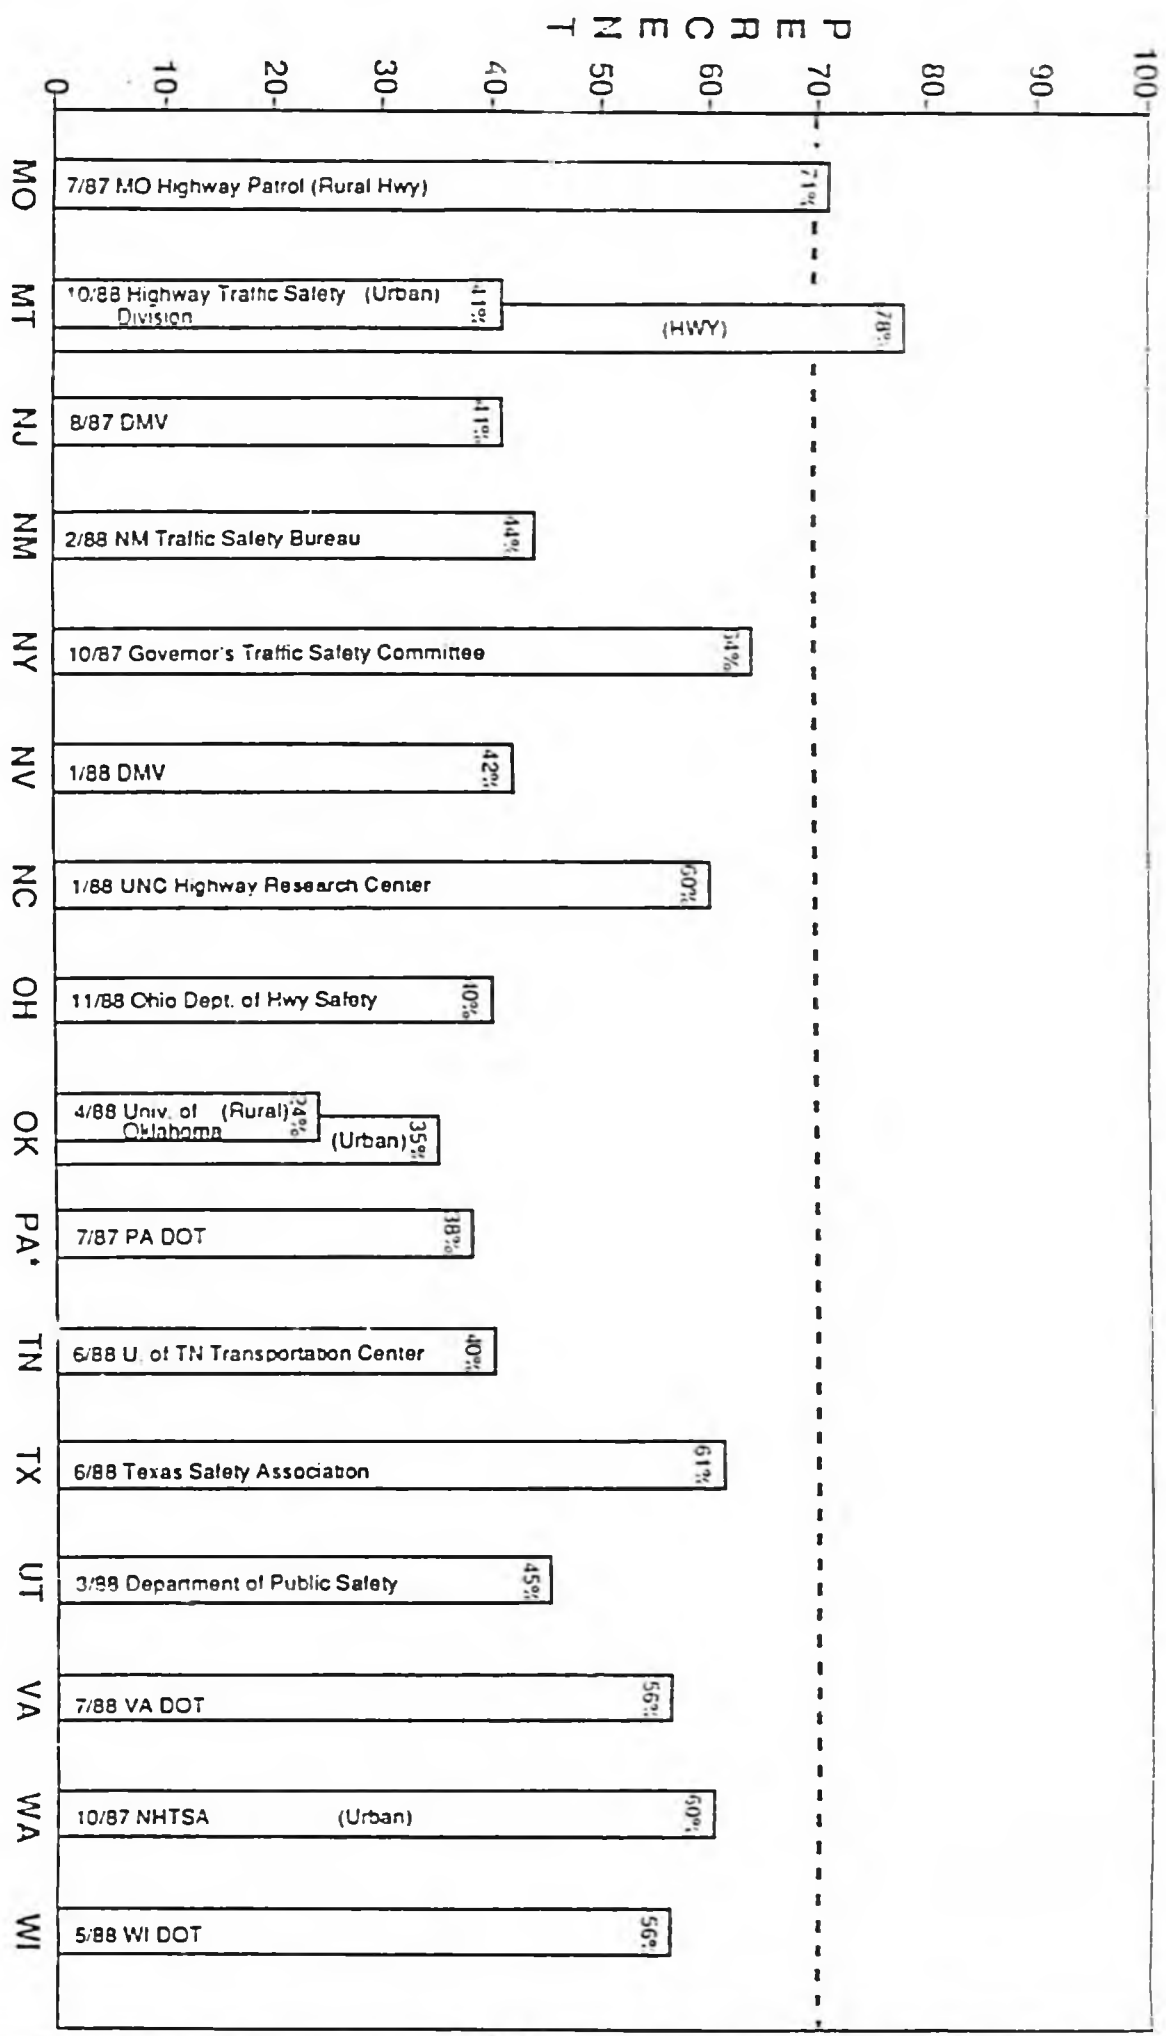 PERCENT
100-
90-
80-
70-
60-
50-
40-
30-
20-
10-
0
7/87 MO Highway Patrol (Rural Hwy) 71%
MO
10/88 Highway Traffic Safety (Urban) 41%
Division
(HWY) 78%
MT
8/87 DMV 41%
NJ
2/88 NM Traffic Safety Bureau 44%
NM
10/87 Governor's Traffic Safety Committee 64%
NY
1/88 DMV 42%
NV
1/88 UNC Highway Research Center 60%
NC
11/88 Ohio Dept. of Hwy Safety 40%
OH
4/88 Univ. of (Rural) 24%
Oklahoma
(Urban) 35%
OK
7/87 PA DOT 38%
PA*
6/88 U. of TN Transportation Center 40%
TN
6/88 Texas Safety Association 61%
TX
3/88 Department of Public Safety 45%
UT
7/88 VA DOT 56%
VA
10/87 NHTSA (Urban) 60%
WA
5/88 WI DOT 56%
WI